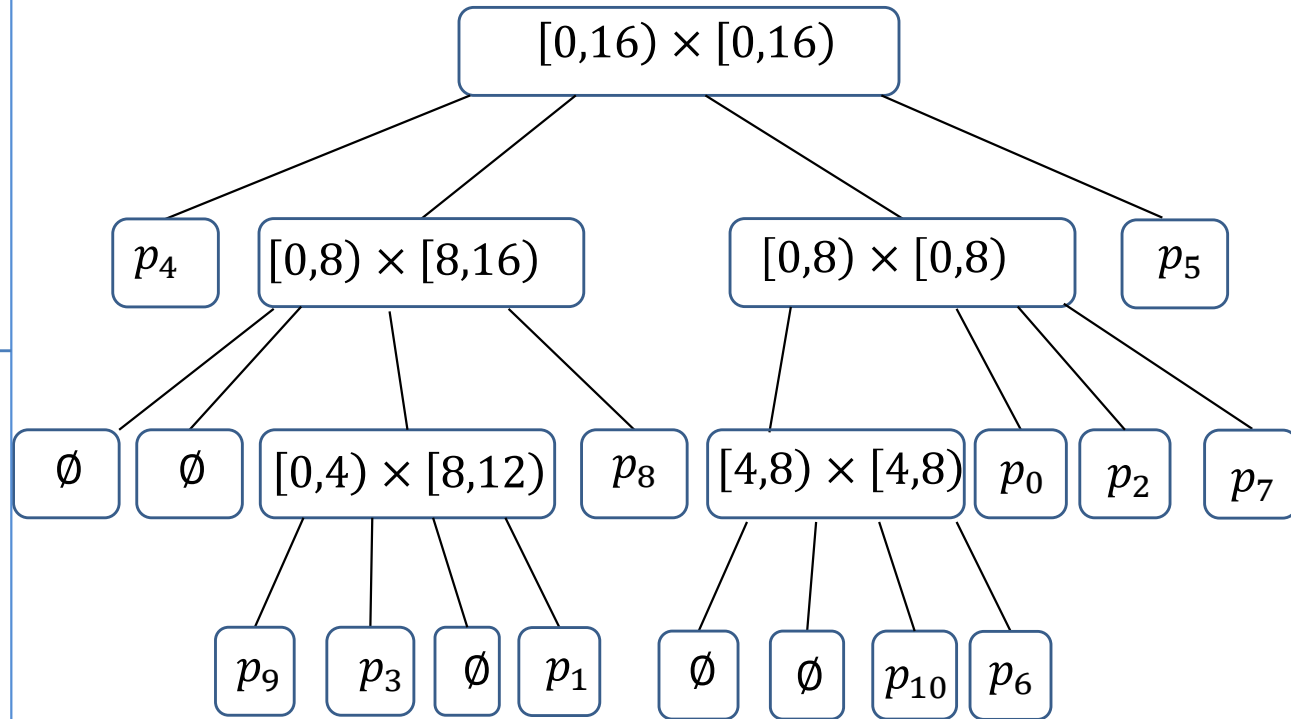 [0,16) × [0,16)
p₄ [0,8) × [8,16) [0,8) × [0,8) p₅
∅ ∅ [0,4) × [8,12) p₈ [4,8) × [4,8) p₀ p₂ p₇
p₉ p₃ ∅ p₁ ∅ ∅ p₁₀ p₆